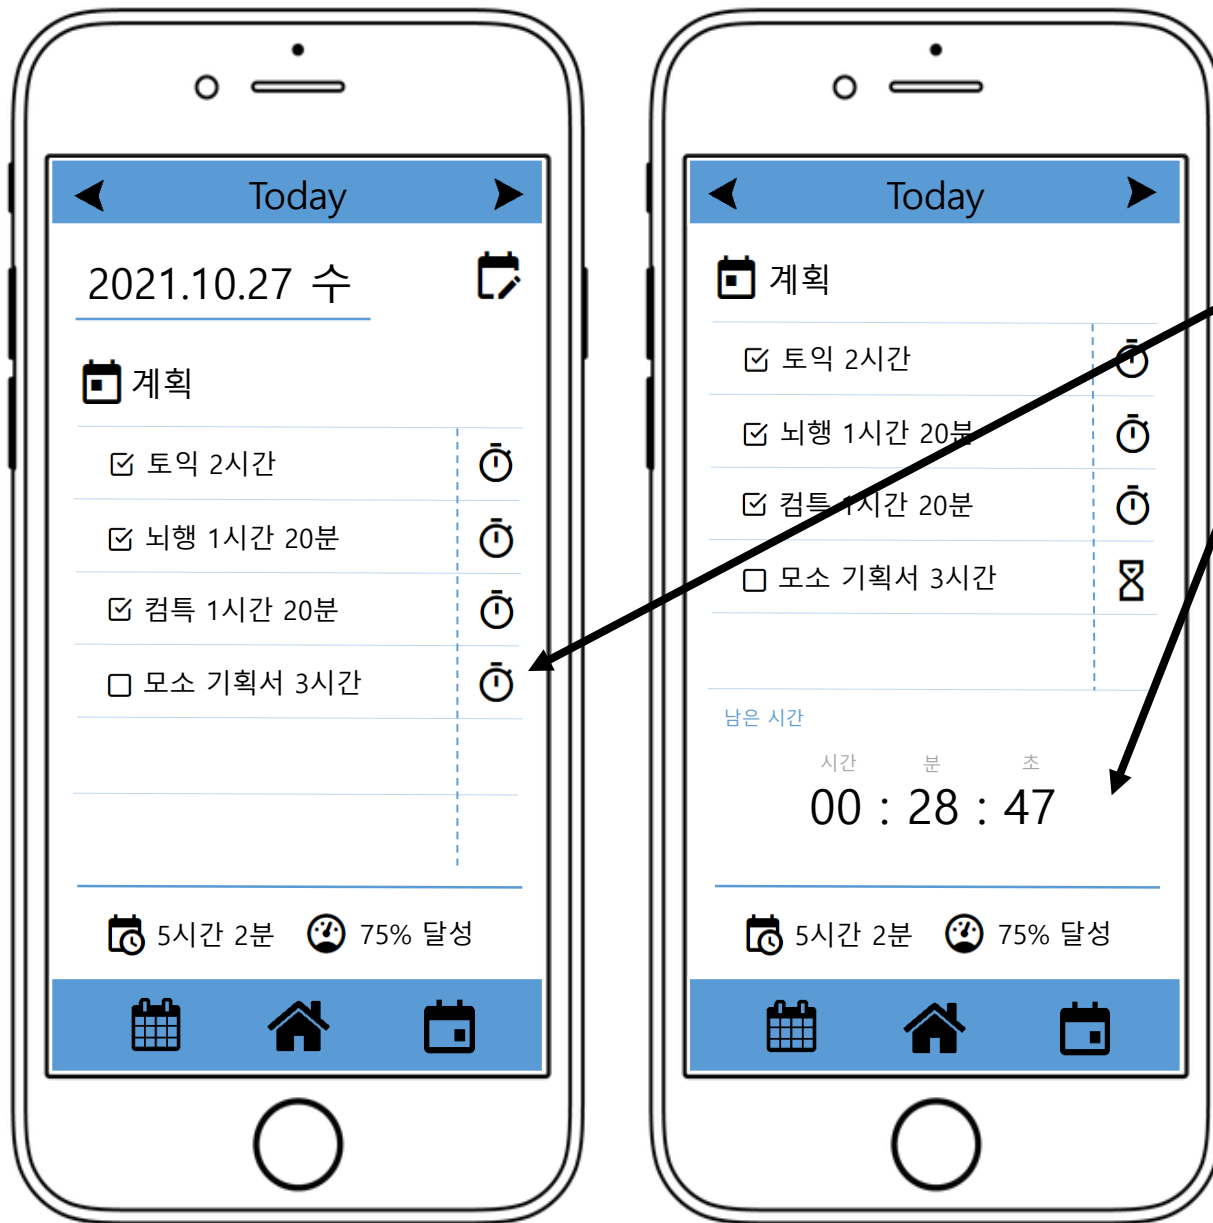 Today
2021.10.27 수
계획
토익 2시간
뇌행 1시간 20분
컴특 1시간 20분
모소 기획서 3시간
5시간 2분 75% 달성
Today
계획
토익 2시간
뇌행 1시간 20분
컴특 1시간 20분
모소 기획서 3시간
남은 시간
시간 분 초
00 : 28 : 47
5시간 2분 75% 달성